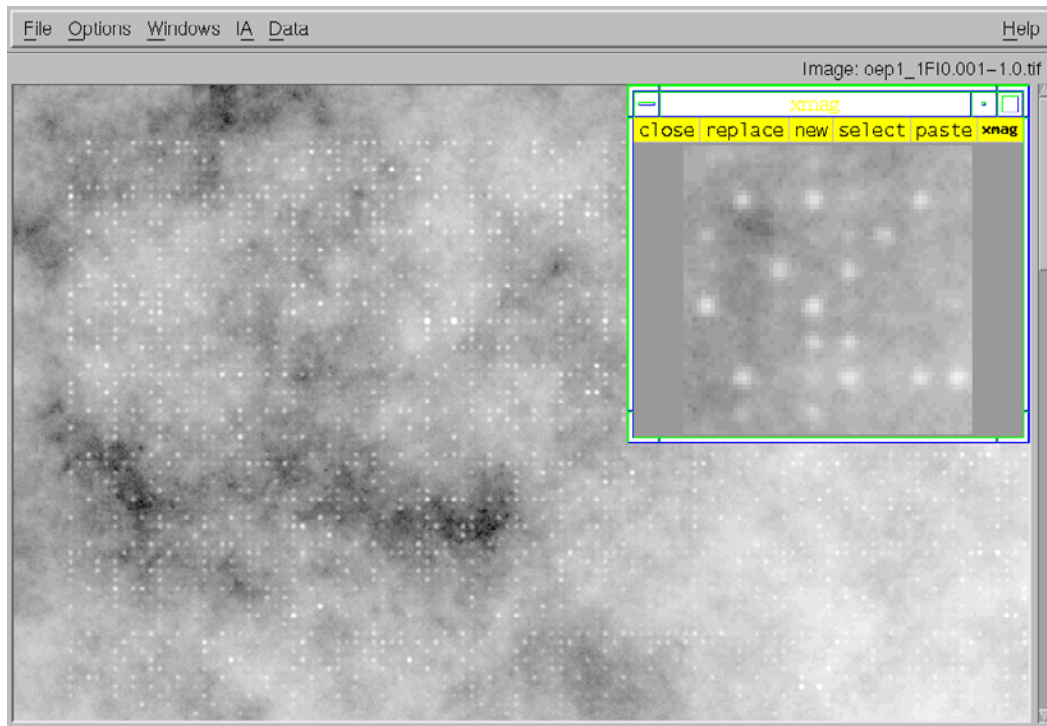 File Options Windows IA Data Help
Image: oep1_1FI0.001-1.0.tif
xmag
close replace new select paste xmag